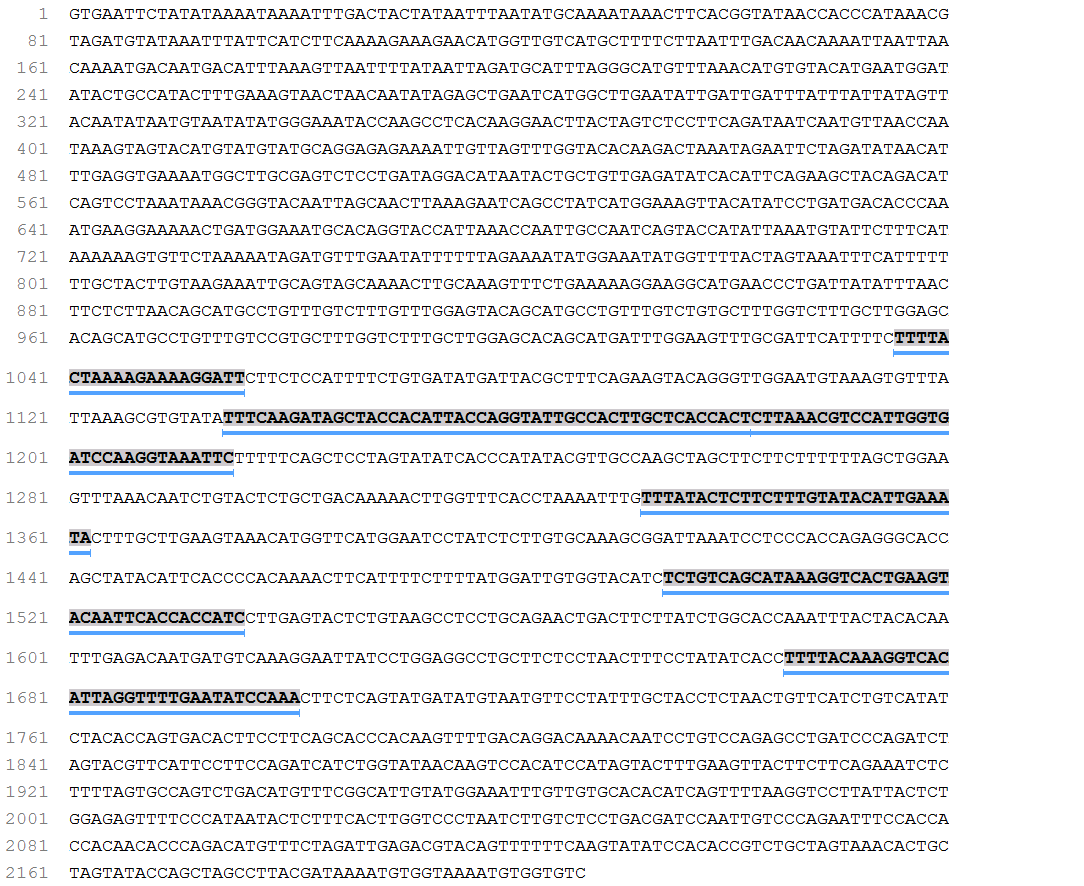 1 GTGAATTCTATATAAAATAAAATTTGACTACTATAATTTAATATGCAAAATAAACTTCACGGTATAACCACCCATAAACG
81 TAGATGTATAAATTTATTCATCTTCAAAAGAAAGAACATGGTTGTCATGCTTTTCTTAATTTGACAACAAAATTAATTAA
161 CAAAATGACAATGACATTTAAAGTTAATTTTATAATTAGATGCATTTAGGGCATGTTTAAACATGTGTACATGAATGGAT
241 ATACTGCCATACTTTGAAAGTAACTAACAATATAGAGCTGAATCATGGCTTGAATATTGATTGATTTATTTATTATAGTT
321 ACAATATAATGTAATATATGGGAAATACCAAGCCTCACAAGGAACTTACTAGTCTCCTTCAGATAATCAATGTTAACCAA
401 TAAAGTAGTACATGTATGTATGCAGGAGAGAAAATTGTTAGTTTGGTACACAAGACTAAATAGAATTCTAGATATAACAT
481 TTGAGGTGAAAATGGCTTGCGAGTCTCCTGATAGGACATAATACTGCTGTTGAGATATCACATTCAGAAGCTACAGACAT
561 CAGTCCTAAATAAACGGGTACAATTAGCAACTTAAAGAATCAGCCTATCATGGAAAGTTACATATCCTGATGACACCCAA
641 ATGAAGGAAAAACTGATGGAAATGCACAGGTACCATTAAACCAATTGCCAATCAGTACCATATTAAATGTATTCTTTCAT
721 AAAAAAGTGTTCTAAAAATAGATGTTTGAATATTTTTTAGAAAATATGGAAATATGGTTTTACTAGTAAATTTCATTTTT
801 TTGCTACTTGTAAGAAATTGCAGTAGCAAAACTTGCAAAGTTTCTGAAAAAGGAAGGCATGAACCCTGATTATATTTAAC
881 TTCTCTTAACAGCATGCCTGTTTGTCTTTGTTTGGAGTACAGCATGCCTGTTTGTCTGTGCTTTGGTCTTTGCTTGGAGC
961 ACAGCATGCCTGTTTGTCCGTGCTTTGGTCTTTGCTTGGAGCACAGCATGATTTGGAAGTTTGCGATTCATTTTCTTTTA
1041 CTAAAAGAAAAGGATTCTTCTCCATTTTCTGTGATATGATTACGCTTTCAGAAGTACAGGGTTGGAATGTAAAGTGTTTA
1121 TTAAAGCGTGTATATTTCAAGATAGCTACCACATTACCAGGTATTGCCACTTGCTCACCACTCTTAAACGTCCATTGGTG
1201 ATCCAAGGTAAATTCTTTTTCAGCTCCTAGTATATCACCCATATACGTTGCCAAGCTAGCTTCTTCTTTTTTAGCTGGAA
1281 GTTTAAACAATCTGTACTCTGCTGACAAAAACTTGGTTTCACCTAAAATTTGTTTATACTCTTCTTTGTATACATTGAAA
1361 TACTTTGCTTGAAGTAAACATGGTTCATGGAATCCTATCTCTTGTGCAAAGCGGATTAAATCCTCCCACCAGAGGGCACC
1441 AGCTATACATTCACCCCACAAAACTTCATTTTCTTTTATGGATTGTGGTACATCTCTGTCAGCATAAAGGTCACTGAAGT
1521 ACAATTCACCACCATCCTTGAGTACTCTGTAAGCCTCCTGCAGAACTGACTTCTTATCTGGCACCAAATTTACTACACAA
1601 TTTGAGACAATGATGTCAAAGGAATTATCCTGGAGGCCTGCTTCTCCTAACTTTCCTATATCACCTTTTACAAAGGTCAC
1681 ATTAGGTTTTGAATATCCAAACTTCTCAGTATGATATGTAATGTTCCTATTTGCTACCTCTAACTGTTCATCTGTCATAT
1761 CTACACCAGTGACACTTCCTTCAGCACCCACAAGTTTTGACAGGACAAAACAATCCTGTCCAGAGCCTGATCCCAGATCT
1841 AGTACGTTCATTCCTTCCAGATCATCTGGTATAACAAGTCCACATCCATAGTACTTTGAAGTTACTTCTTCAGAAATCTC
1921 TTTTAGTGCCAGTCTGACATGTTTCGGCATTGTATGGAAATTTGTTGTGCACACATCAGTTTTAAGGTCCTTATTACTCT
2001 GGAGAGTTTTCCCATAATACTCTTTCACTTGGTCCCTAATCTTGTCTCCTGACGATCCAATTGTCCCAGAATTTCCACCA
2081 CCACAACACCCAGACATGTTTCTAGATTGAGACGTACAGTTTTTTCAAGTATATCCACACCGTCTGCTAGTAAACACTGC
2161 TAGTATACCAGCTAGCCTTACGATAAAATGTGGTAAAATGTGGTGTC